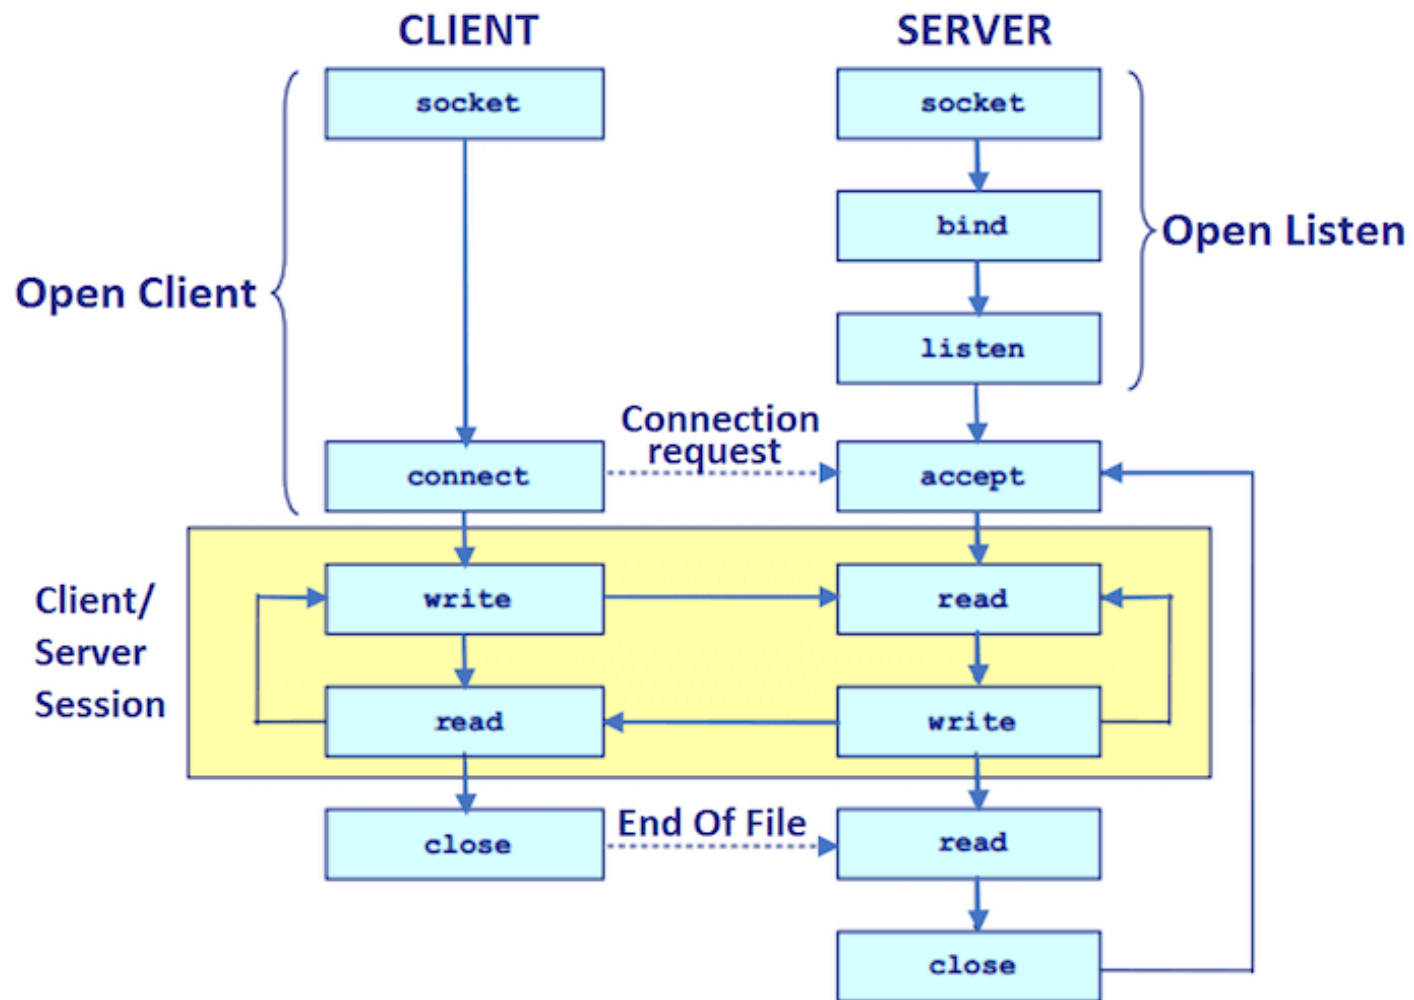 CLIENT
SERVER
socket
socket
bind
Open Listen
Open Client
listen
Connection
request
connect
accept
Client/
Server
Session
write
read
read
write
End Of File
close
read
close